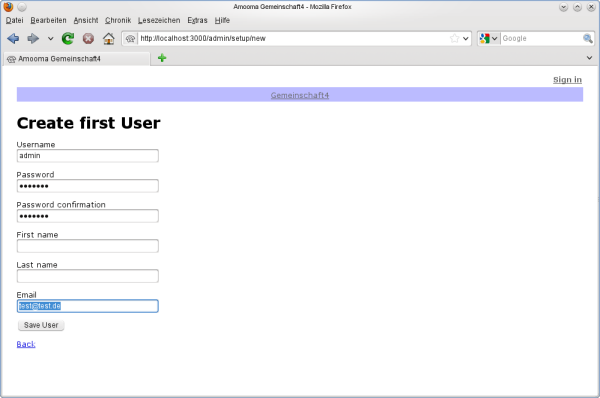 Amooma Gemeinschaft4 - Mozilla Firefox
Datei Bearbeiten Ansicht Chronik Lesezeichen Extras Hilfe
http://localhost:3000/admin/setup/new
Google
Amooma Gemeinschaft4
Sign in
Gemeinschaft4
Create first User
Username
admin
Password
•••••••
Password confirmation
•••••••
First name
Last name
Email
test@test.de
Save User
Back